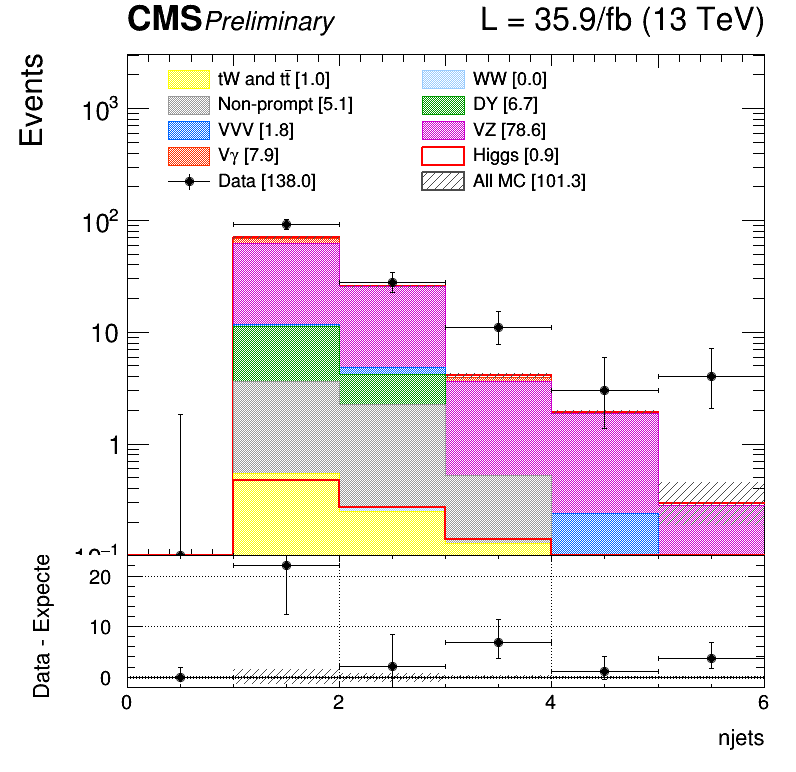 CMS Preliminary L = 35.9/fb (13 TeV)
Events
tW and tt̄ [1.0] WW [0.0]
Non-prompt [5.1] DY [6.7]
VVV [1.8] VZ [78.6]
Vγ [7.9] Higgs [0.9]
Data [138.0] All MC [101.3]
10³
10²
10
1
Data - Expecte
20
10
0
0 2 4 6
njets